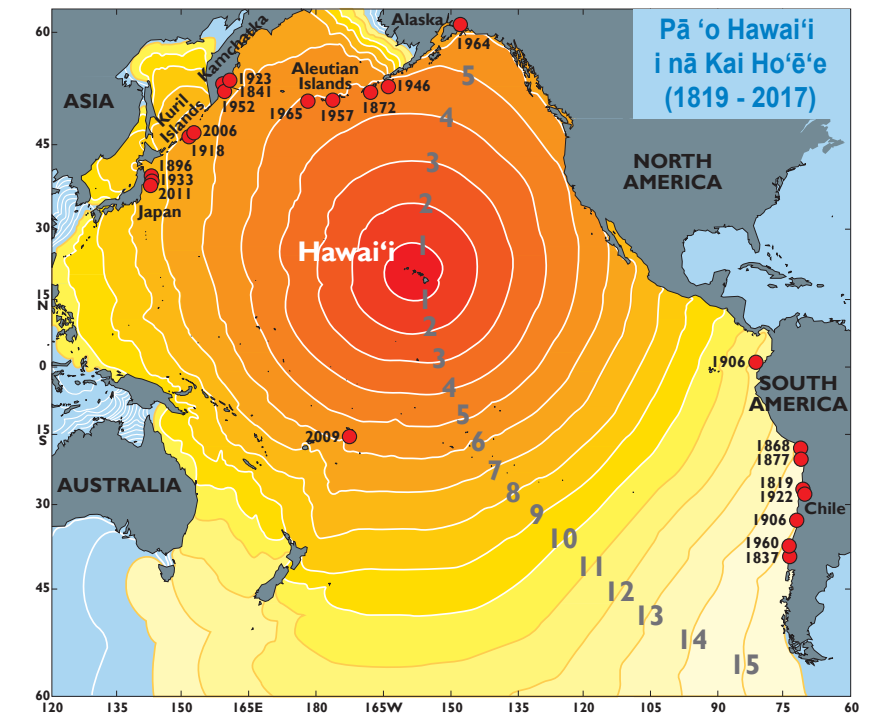 Pā ʻo Hawaiʻi
i nā Kai Hoʻēʻe
(1819 - 2017)
Alaska
1964
60
Kamchatka
1923
1841
1952
Aleutian
Islands
1946
1872
1957
1965
5
ASIA
Kuril
Islands
2006
1918
4
45
1896
1933
2011
Japan
3
NORTH
AMERICA
2
30
Hawaiʻi
1
15
N
1
2
3
0
1906
SOUTH
AMERICA
4
5
15
S
2009
6
1868
1877
7
AUSTRALIA
8
1819
1922
30
9
Chile
1906
10
1960
1837
11
45
12
13
14
15
60
120
135
150
165E
180
165W
150
135
120
105
90
75
60